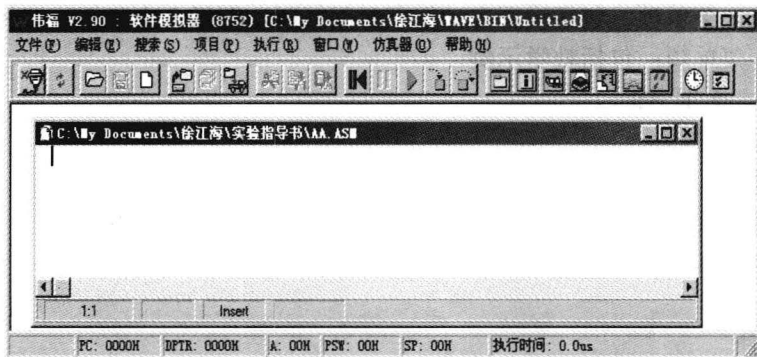 伟福 V2.90 : 软件模拟器 (8752) [C:\My Documents\徐江海\WAVE\BIN\Untitled]
文件(F) 编辑(E) 搜索(S) 项目(P) 执行(R) 窗口(W) 仿真器(O) 帮助(H)
C:\My Documents\徐江海\实验指导书\AA.ASM
1:1 Insert
PC: 0000H DPTR: 0000H A: 00H PSW: 00H SP: 00H 执行时间: 0.0us